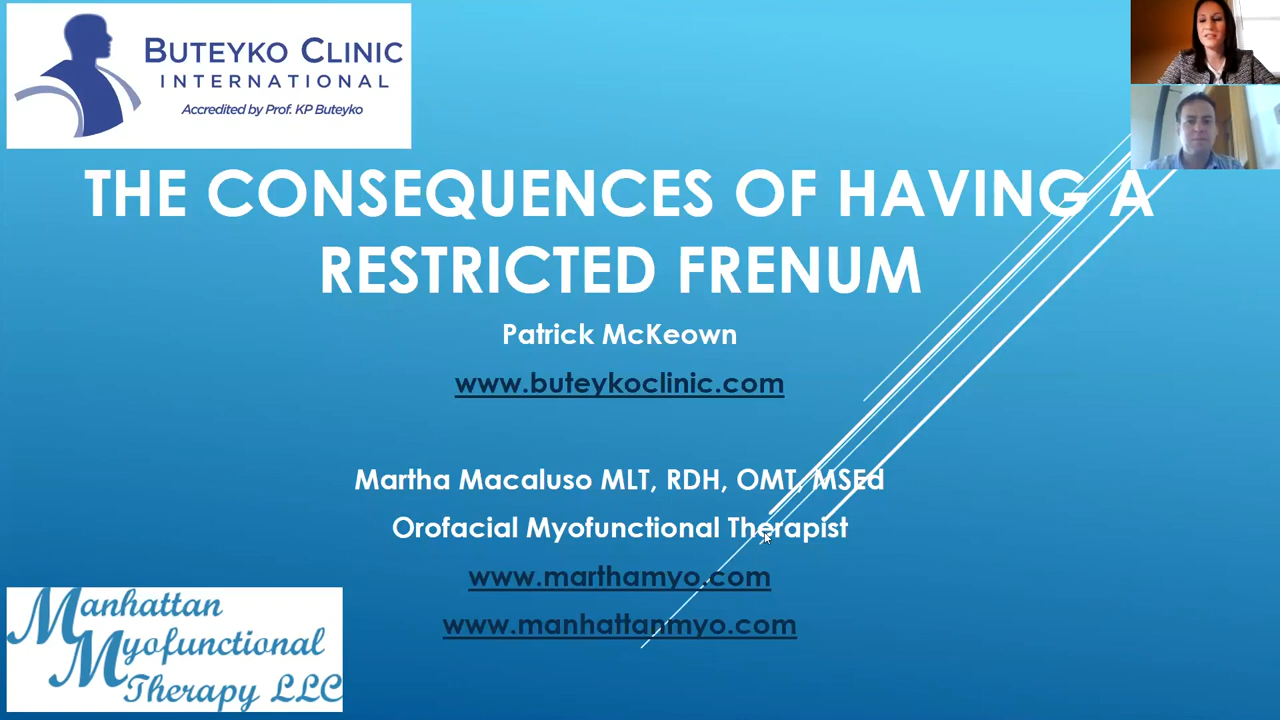 BUTEYKO CLINIC
INTERNATIONAL
Accredited by Prof. KP Buteyko
THE CONSEQUENCES OF HAVING A
RESTRICTED FRENUM
Patrick McKeown
www.buteykoclinic.com
Martha Macaluso MLT, RDH, OMT, MSEd
Orofacial Myofunctional Therapist
www.marthamyo.com
www.manhattanmyo.com
Manhattan
Myofunctional
Therapy LLC